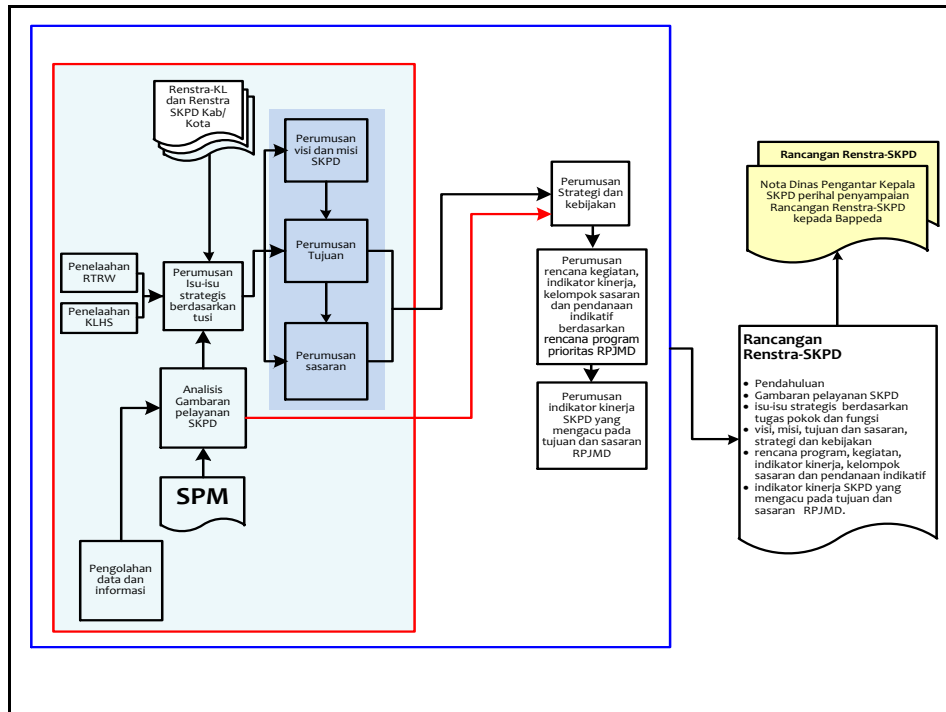 Renstra-KL
dan Renstra
SKPD Kab/
Kota
Perumusan
visi dan misi
SKPD
Penelaahan
RTRW
Penelaahan
KLHS
Perumusan
Isu-isu
strategis
berdasarkan
tusi
Perumusan
Tujuan
Perumusan
sasaran
Analisis
Gambaran
pelayanan
SKPD
SPM
Pengolahan
data dan
informasi
Perumusan
Strategi dan
kebijakan
Perumusan
rencana kegiatan,
indikator kinerja,
kelompok sasaran
dan pendanaan
indikatif
berdasarkan
rencana program
prioritas RPJMD
Perumusan
indikator kinerja
SKPD yang
mengacu pada
tujuan dan sasaran
RPJMD
Rancangan Renstra-SKPD
Nota Dinas Pengantar Kepala
SKPD perihal penyampaian
Rancangan Renstra-SKPD
kepada Bappeda
Rancangan
Renstra-SKPD
• Pendahuluan
• Gambaran pelayanan SKPD
• isu-isu strategis berdasarkan
tugas pokok dan fungsi
• visi, misi, tujuan dan sasaran,
strategi dan kebijakan
• rencana program, kegiatan,
indikator kinerja, kelompok
sasaran dan pendanaan indikatif
• indikator kinerja SKPD yang
mengacu pada tujuan dan
sasaran RPJMD.